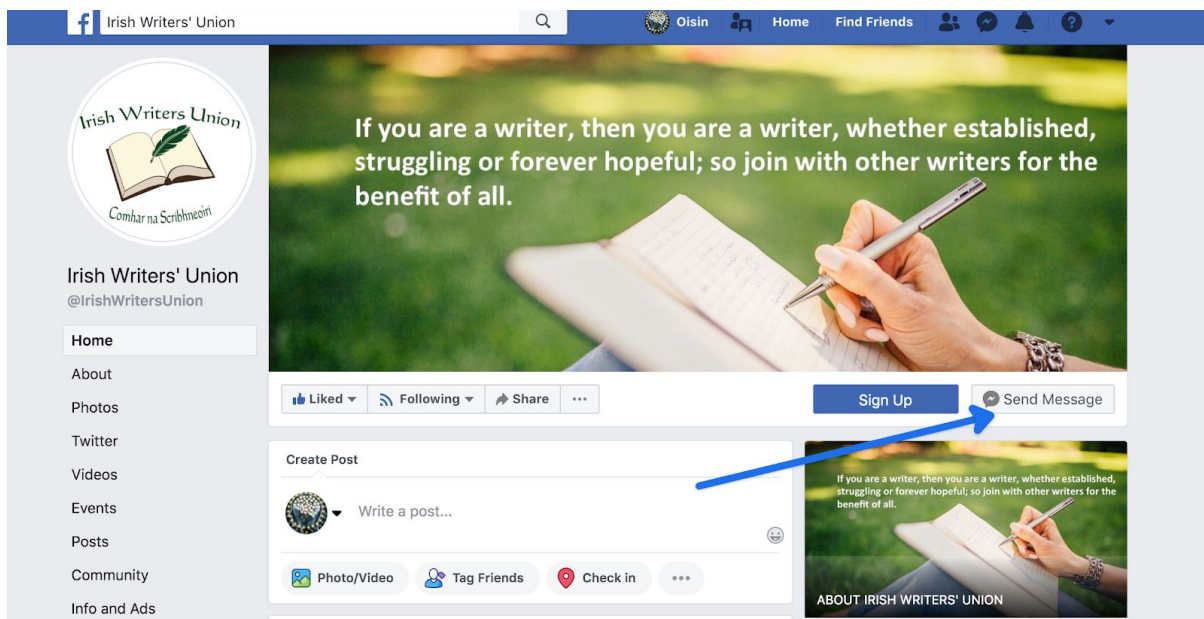 Irish Writers' Union
Oisin
Home
Find Friends
Irish Writers Union
Comhar na Scríbhneoirí
If you are a writer, then you are a writer, whether established,
struggling or forever hopeful; so join with other writers for the
benefit of all.
Irish Writers' Union
@IrishWritersUnion
Home
About
Photos
Twitter
Videos
Events
Posts
Community
Info and Ads
Liked
Following
Share
Sign Up
Send Message
Create Post
Write a post...
Photo/Video
Tag Friends
Check in
If you are a writer, then you are a writer, whether established,
struggling or forever hopeful; so join with other writers for the
benefit of all.
ABOUT IRISH WRITERS' UNION